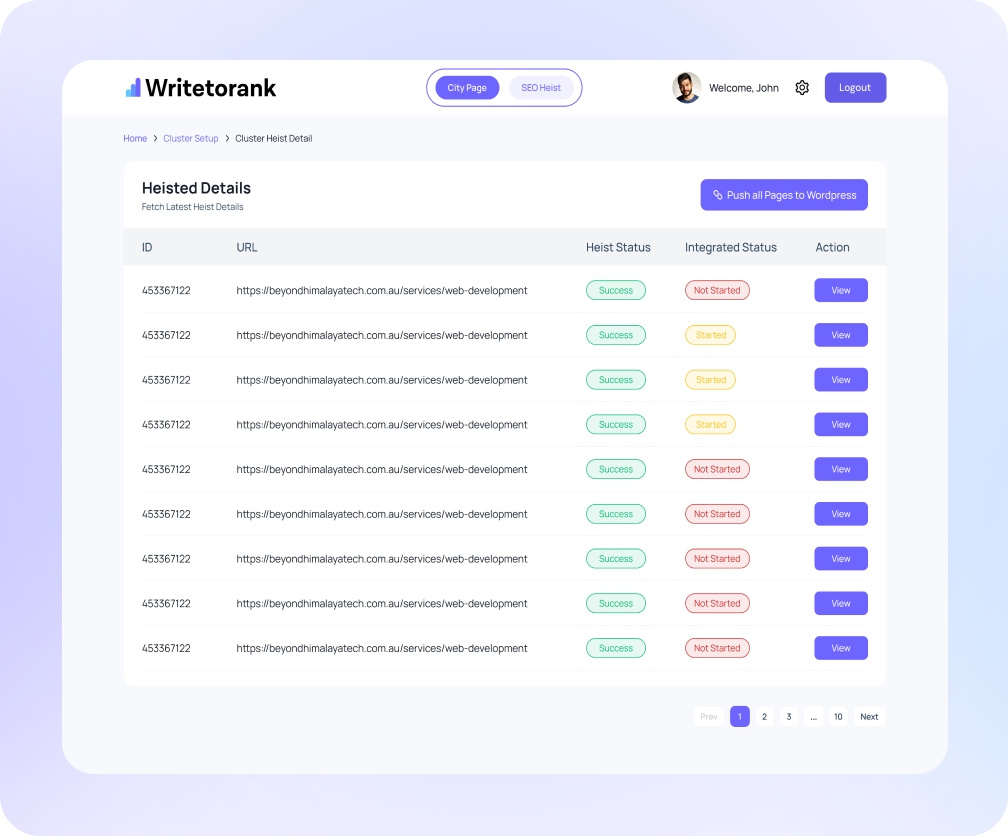 Writetorank
City Page SEO Heist
Welcome, John
Logout
Home > Cluster Setup > Cluster Heist Detail
Heisted Details
Fetch Latest Heist Details
Push all Pages to Wordpress
ID URL Heist Status Integrated Status Action
453367122 https://beyondhimalayatech.com.au/services/web-development Success Not Started View
453367122 https://beyondhimalayatech.com.au/services/web-development Success Started View
453367122 https://beyondhimalayatech.com.au/services/web-development Success Started View
453367122 https://beyondhimalayatech.com.au/services/web-development Success Started View
453367122 https://beyondhimalayatech.com.au/services/web-development Success Not Started View
453367122 https://beyondhimalayatech.com.au/services/web-development Success Not Started View
453367122 https://beyondhimalayatech.com.au/services/web-development Success Not Started View
453367122 https://beyondhimalayatech.com.au/services/web-development Success Not Started View
453367122 https://beyondhimalayatech.com.au/services/web-development Success Not Started View
Prev 1 2 3 ... 10 Next